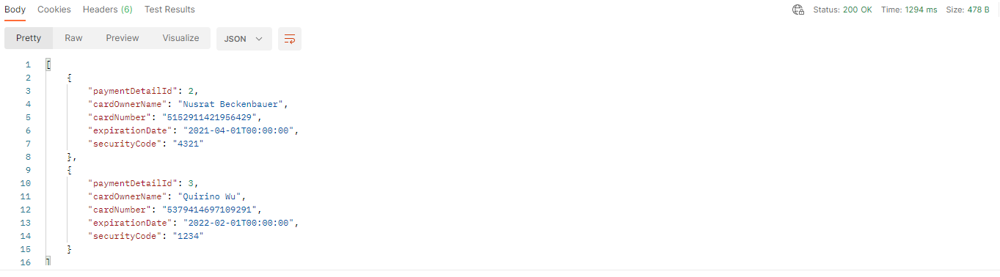 Body Cookies Headers (6) Test Results Status: 200 OK Time: 1294 ms Size: 478 B
Pretty Raw Preview Visualize JSON
1 [
2 {
3 "paymentDetailId": 2,
4 "cardOwnerName": "Nusrat Beckenbauer",
5 "cardNumber": "5152911421956429",
6 "expirationDate": "2021-04-01T00:00:00",
7 "securityCode": "4321"
8 },
9 {
10 "paymentDetailId": 3,
11 "cardOwnerName": "Quirino Wu",
12 "cardNumber": "5379414697109291",
13 "expirationDate": "2022-02-01T00:00:00",
14 "securityCode": "1234"
15 }
16 ]